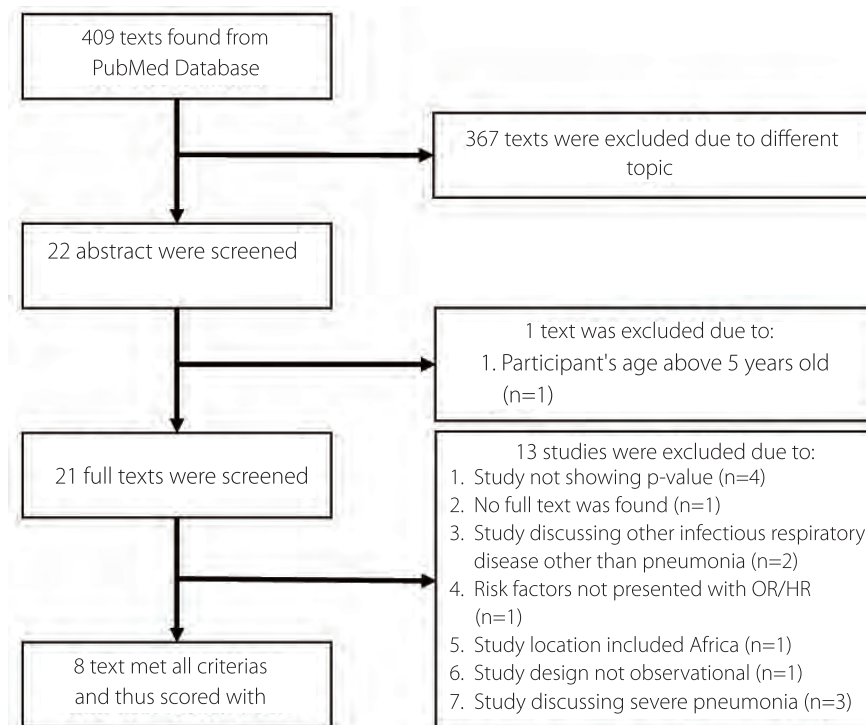 409 texts found from
PubMed Database
367 texts were excluded due to different
topic
22 abstract were screened
1 text was excluded due to:
1. Participant's age above 5 years old
(n=1)
21 full texts were screened
13 studies were excluded due to:
1. Study not showing p-value (n=4)
2. No full text was found (n=1)
3. Study discussing other infectious respiratory
disease other than pneumonia (n=2)
4. Risk factors not presented with OR/HR
(n=1)
5. Study location included Africa (n=1)
6. Study design not observational (n=1)
7. Study discussing severe pneumonia (n=3)
8 text met all criterias
and thus scored with